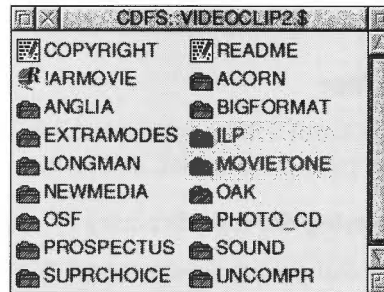 CDFS::VIDEOCLIP2.$
COPYRIGHT README
!ARMOVIE ACORN
ANGLIA BIGFORMAT
EXTRAMODES ILP
LONGMAN MOVIETONE
NEWMEDIA OAK
OSF PHOTO_CD
PROSPECTUS SOUND
SUPRCHOICE UNCOMPR